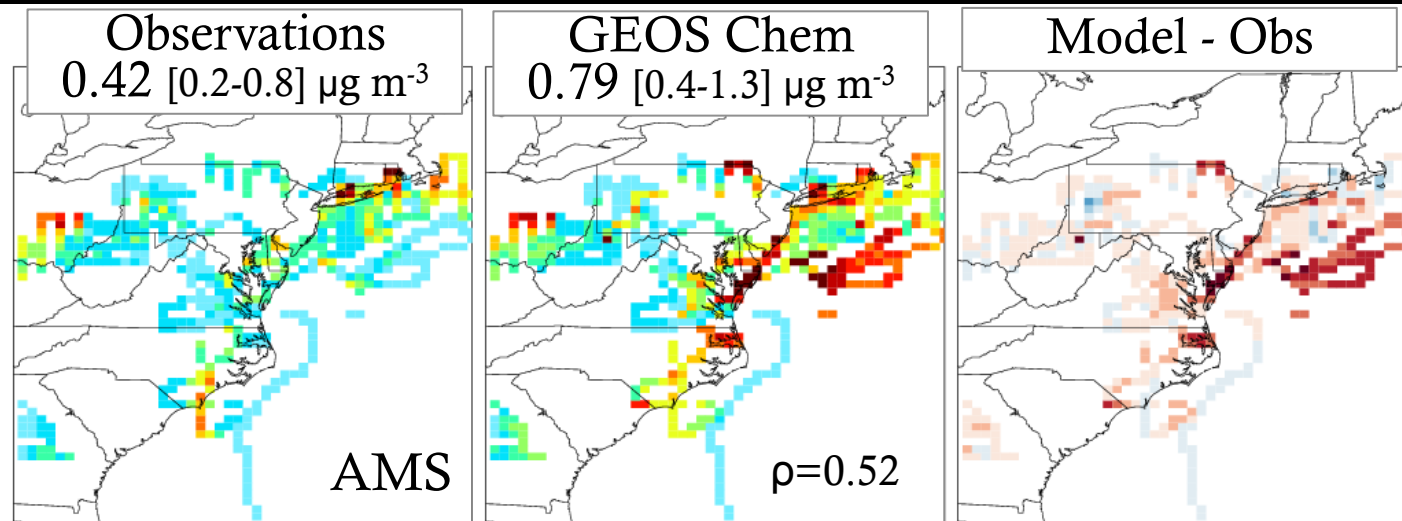 Observations
0.42 [0.2-0.8] µg m-3
GEOS Chem
0.79 [0.4-1.3] µg m-3
Model - Obs
AMS
ρ=0.52